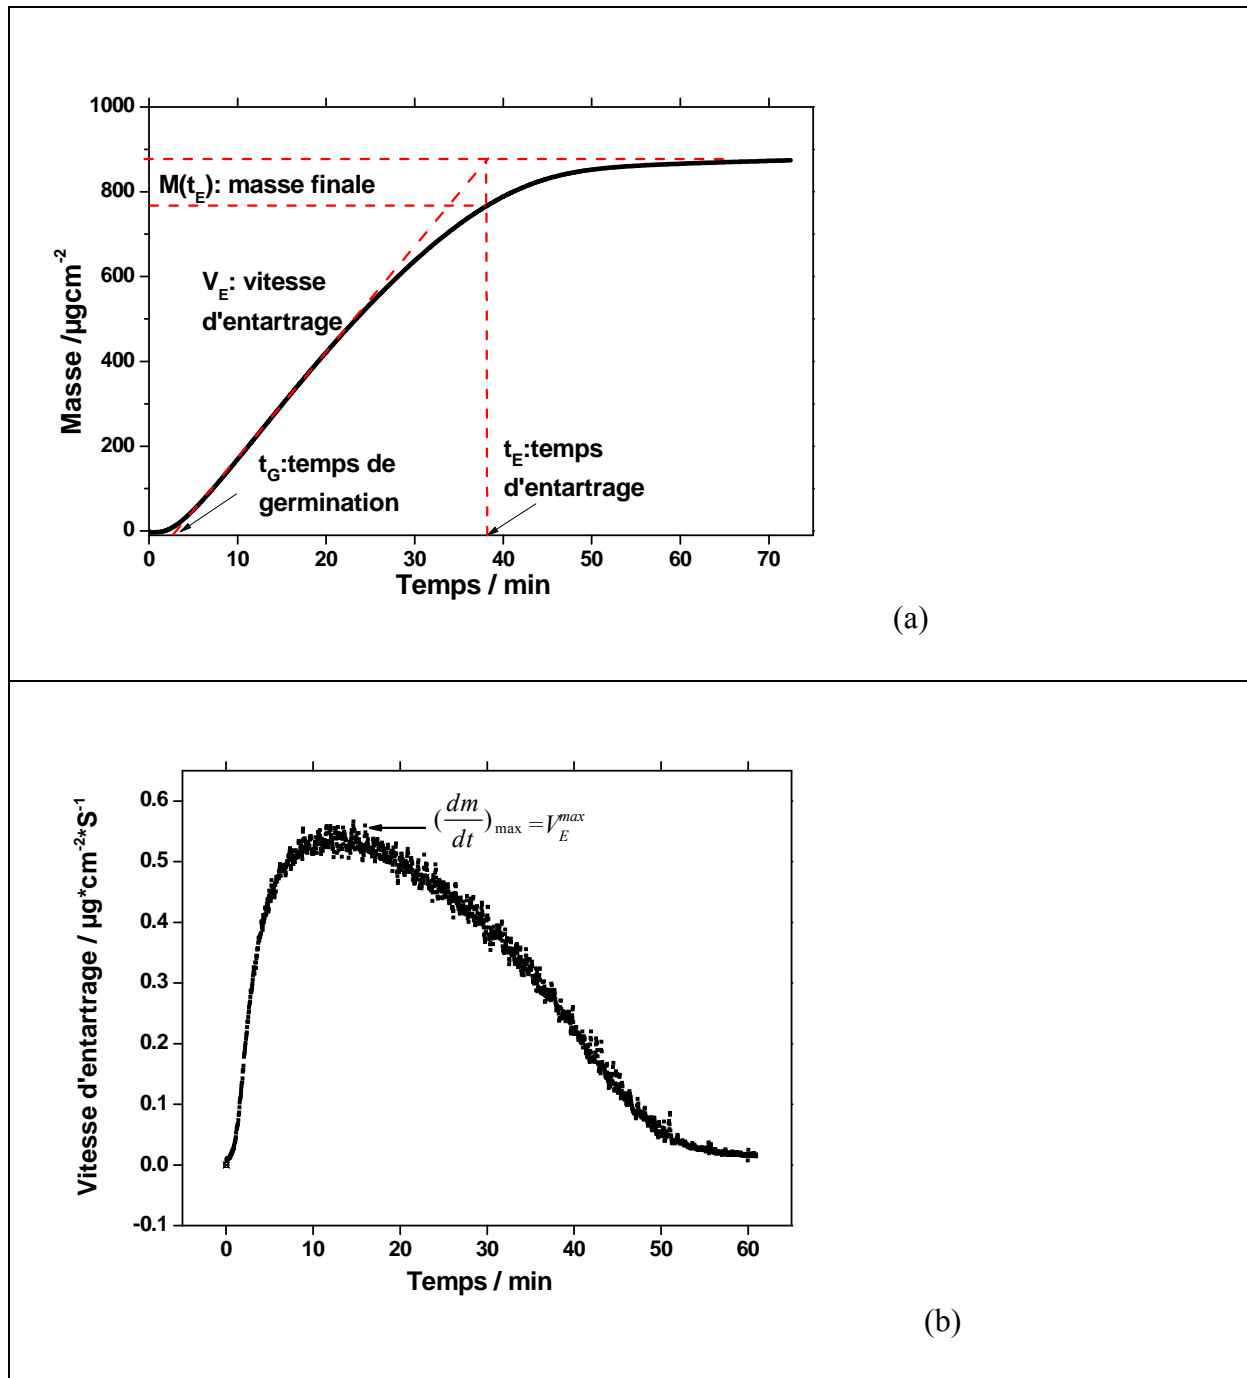 1000
800
600
400
200
0
Masse /µgcm-2
M(tE): masse finale
VE: vitesse
d'entartrage
tG:temps de
germination
tE:temps
d'entartrage
0 10 20 30 40 50 60 70
Temps / min
(a)
0.6
0.5
0.4
0.3
0.2
0.1
0.0
-0.1
Vitesse d'entartrage / µg*cm-2*S-1
(dm/dt)max = VEmax
0 10 20 30 40 50 60
Temps / min
(b)